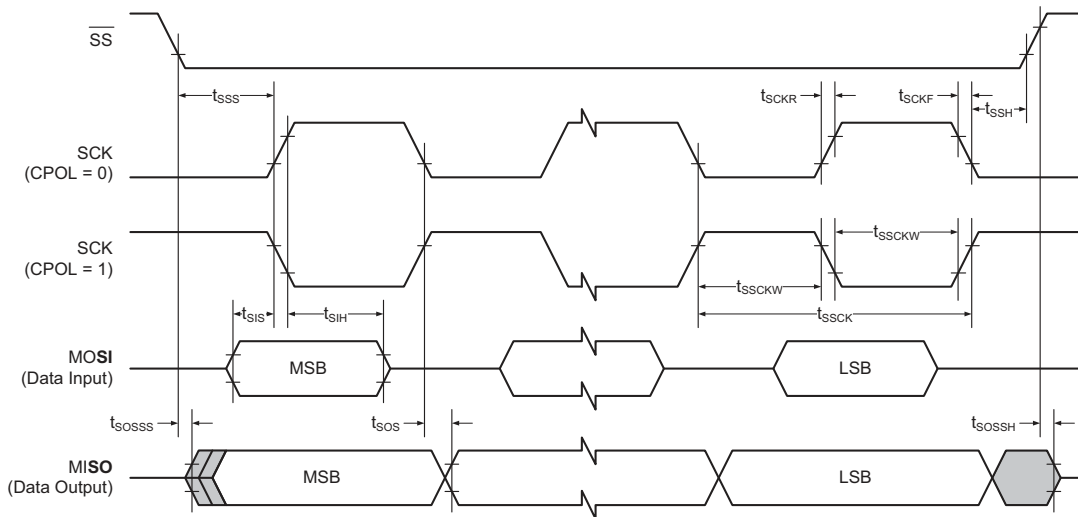 SS
tSSS
tSCKR
tSCKF
tSSH
SCK
(CPOL = 0)
SCK
(CPOL = 1)
tSSCKW
tSSCKW
tSSCK
tSIS
tSIH
MOSI
(Data Input)
MSB
LSB
tSOSSS
tSOS
tSOSSH
MISO
(Data Output)
MSB
LSB